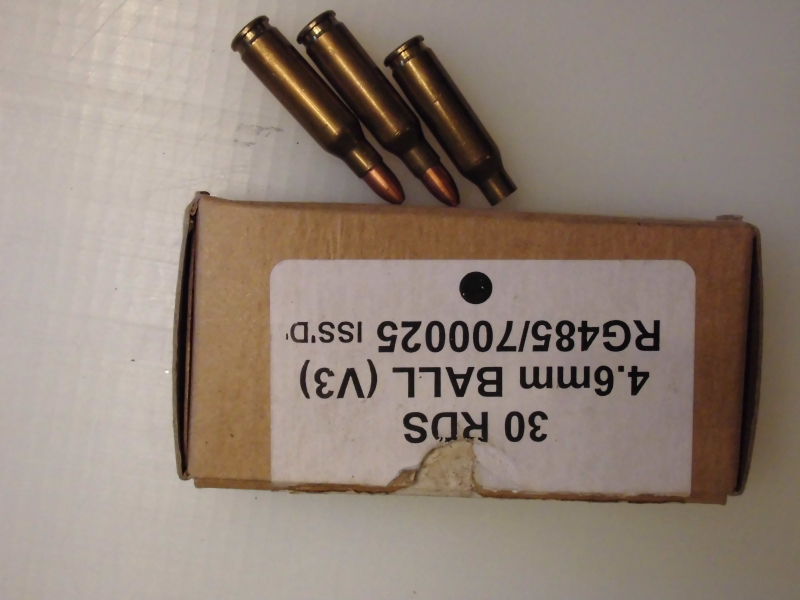 30 RDS
4.6mm BALL (V3)
RG485/700025 ISS'D'